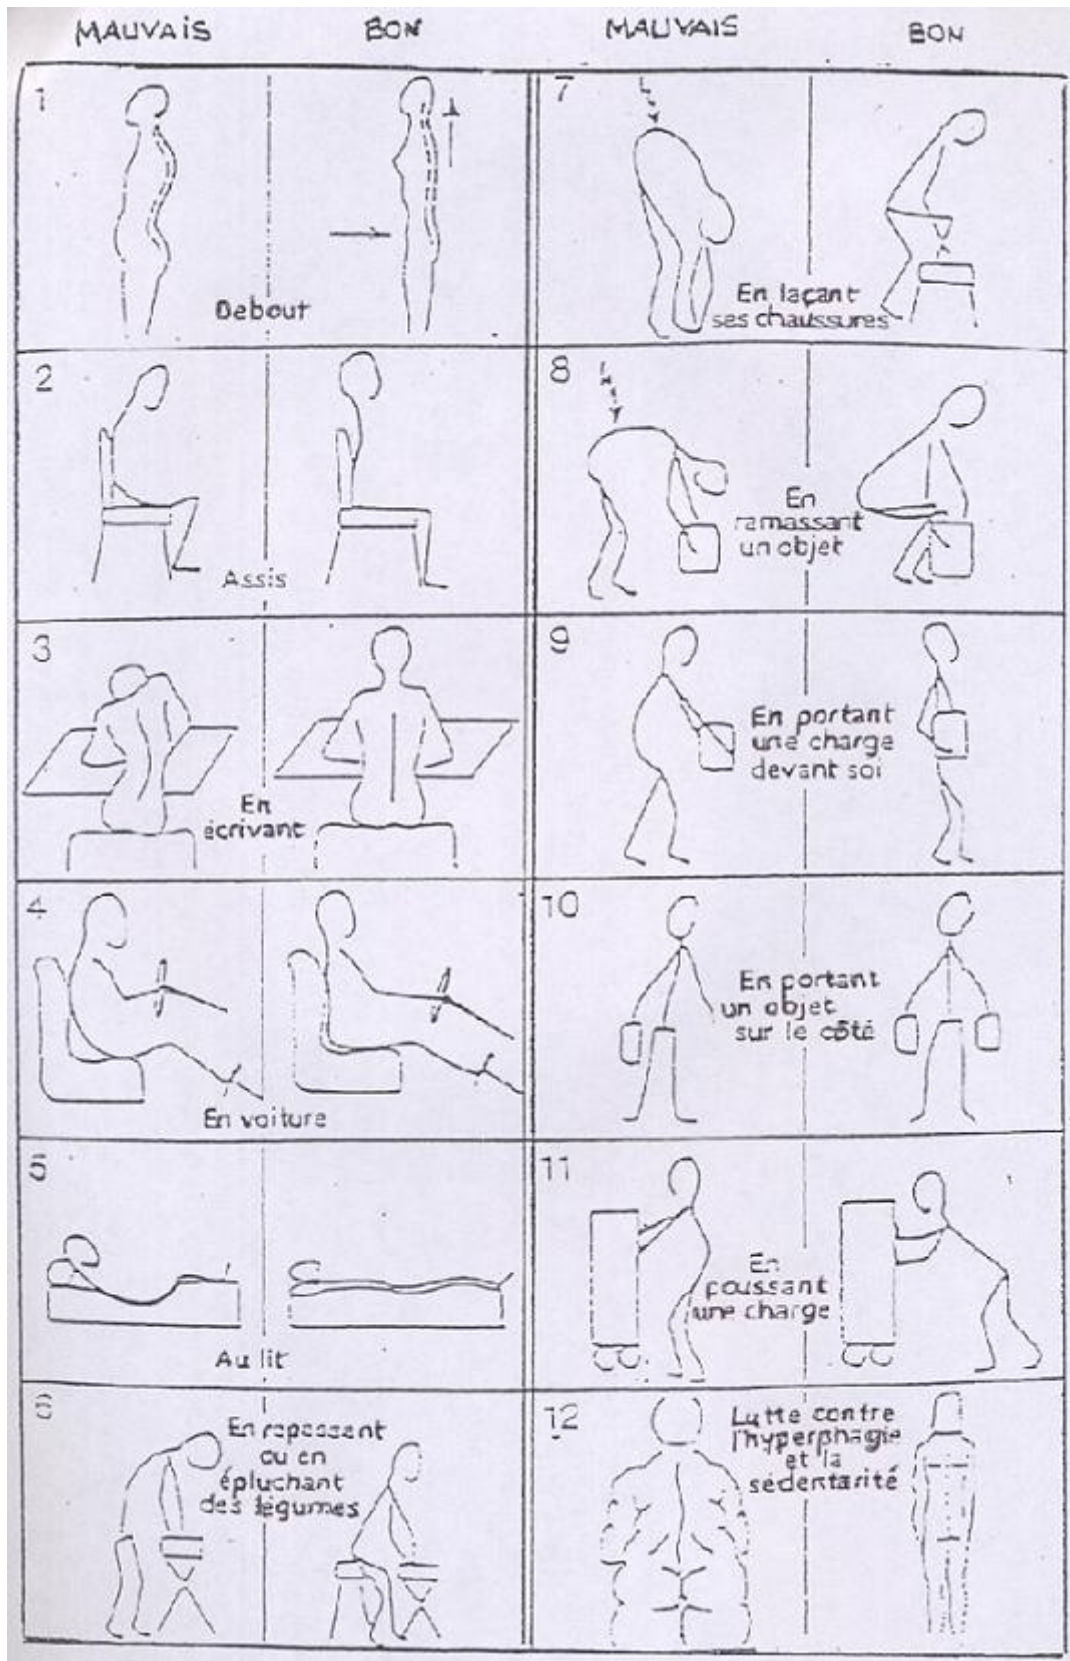 MAUVAIS BON MAUVAIS BON
1
Debout
2
Assis
3
En
écrivant
4
En voiture
5
Au lit
6
En repassant
ou en
épluchant
des légumes
7
En laçant
ses chaussures
8
En
ramassant
un objet
9
En portant
une charge
devant soi
10
En portant
un objet
sur le côté
11
En
poussant
une charge
12
Lutte contre
l'hyperphagie
et la
sédentarité